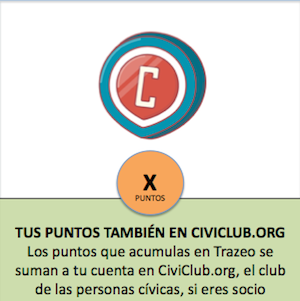 C
X
PUNTOS
TUS PUNTOS TAMBIÉN EN CIVICLUB.ORG
Los puntos que acumulas en Trazeo se
suman a tu cuenta en CiviClub.org, el club
de las personas cívicas, si eres socio